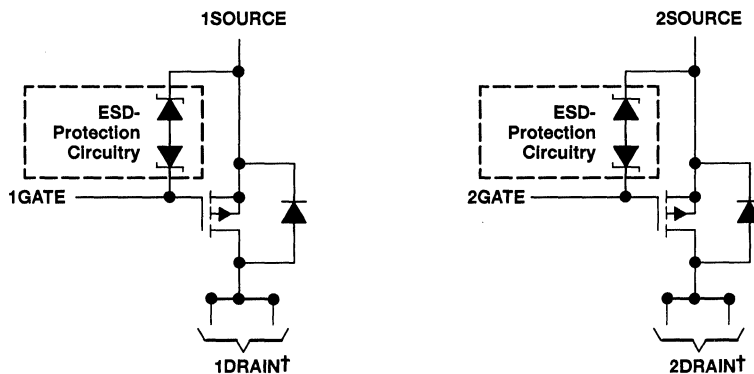 1SOURCE
ESD-
Protection
Circuitry
1GATE
1DRAIN†
2SOURCE
ESD-
Protection
Circuitry
2GATE
2DRAIN†